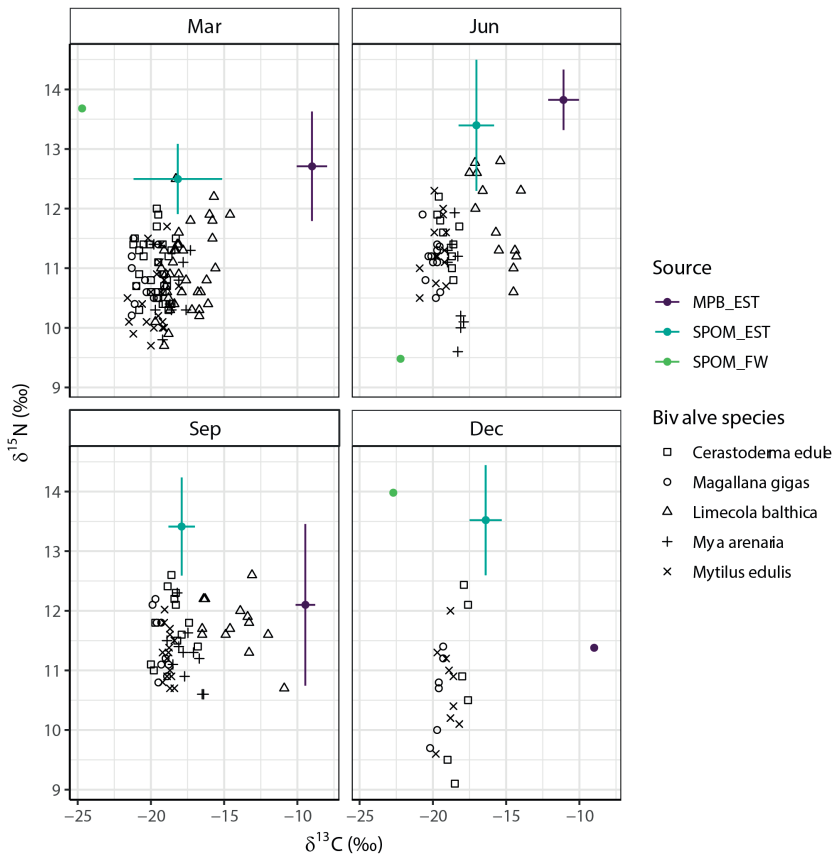 Mar
Jun
14
13
12
11
10
9
Sep
Dec
14
13
12
11
10
9
−25
−20
−15
−10
−25
−20
−15
−10
δ¹⁵N (‰)
δ¹³C (‰)
Source
MPB_EST
SPOM_EST
SPOM_FW
Bivalve species
Cerastoderma edule
Magallana gigas
Limecola balthica
Mya arenaria
Mytilus edulis